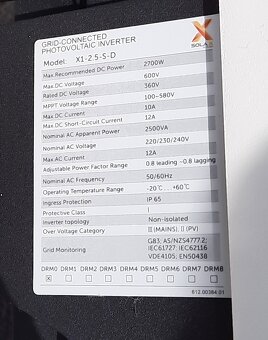 GRID-CONNECTED
PHOTOVOLTAIC INVERTER
SOLAX
Model: X1-2.5-S-D
Max.Recommended DC Power 2700W
Max.DC Voltage 600V
Rated DC Voltage 360V
MPPT Voltage Range 100~580V
Max DC Current 10A
Max.DC Short-Circuit Current 12A
Nominal AC Apparent Power 2500VA
Nominal AC Voltage 220/230/240V
Max.AC Current 12A
Adjustable Power Factor Range 0.8 leading ~0.8 lagging
Nominal AC Frequency 50/60Hz
Operating Temperature Range -20℃...+60℃
Ingress Protection IP 65
Protective Class I
Inverter topology Non-isolated
Over Voltage Category Ⅲ(MAINS), Ⅱ(PV)
Grid Monitoring G83; AS/NZS4777.2;
IEC61727; IEC62116
VDE4105; EN50438
DRM0 DRM1 DRM2 DRM3 DRM4 DRM5 DRM6 DRM7 DRM8
612.00384.01